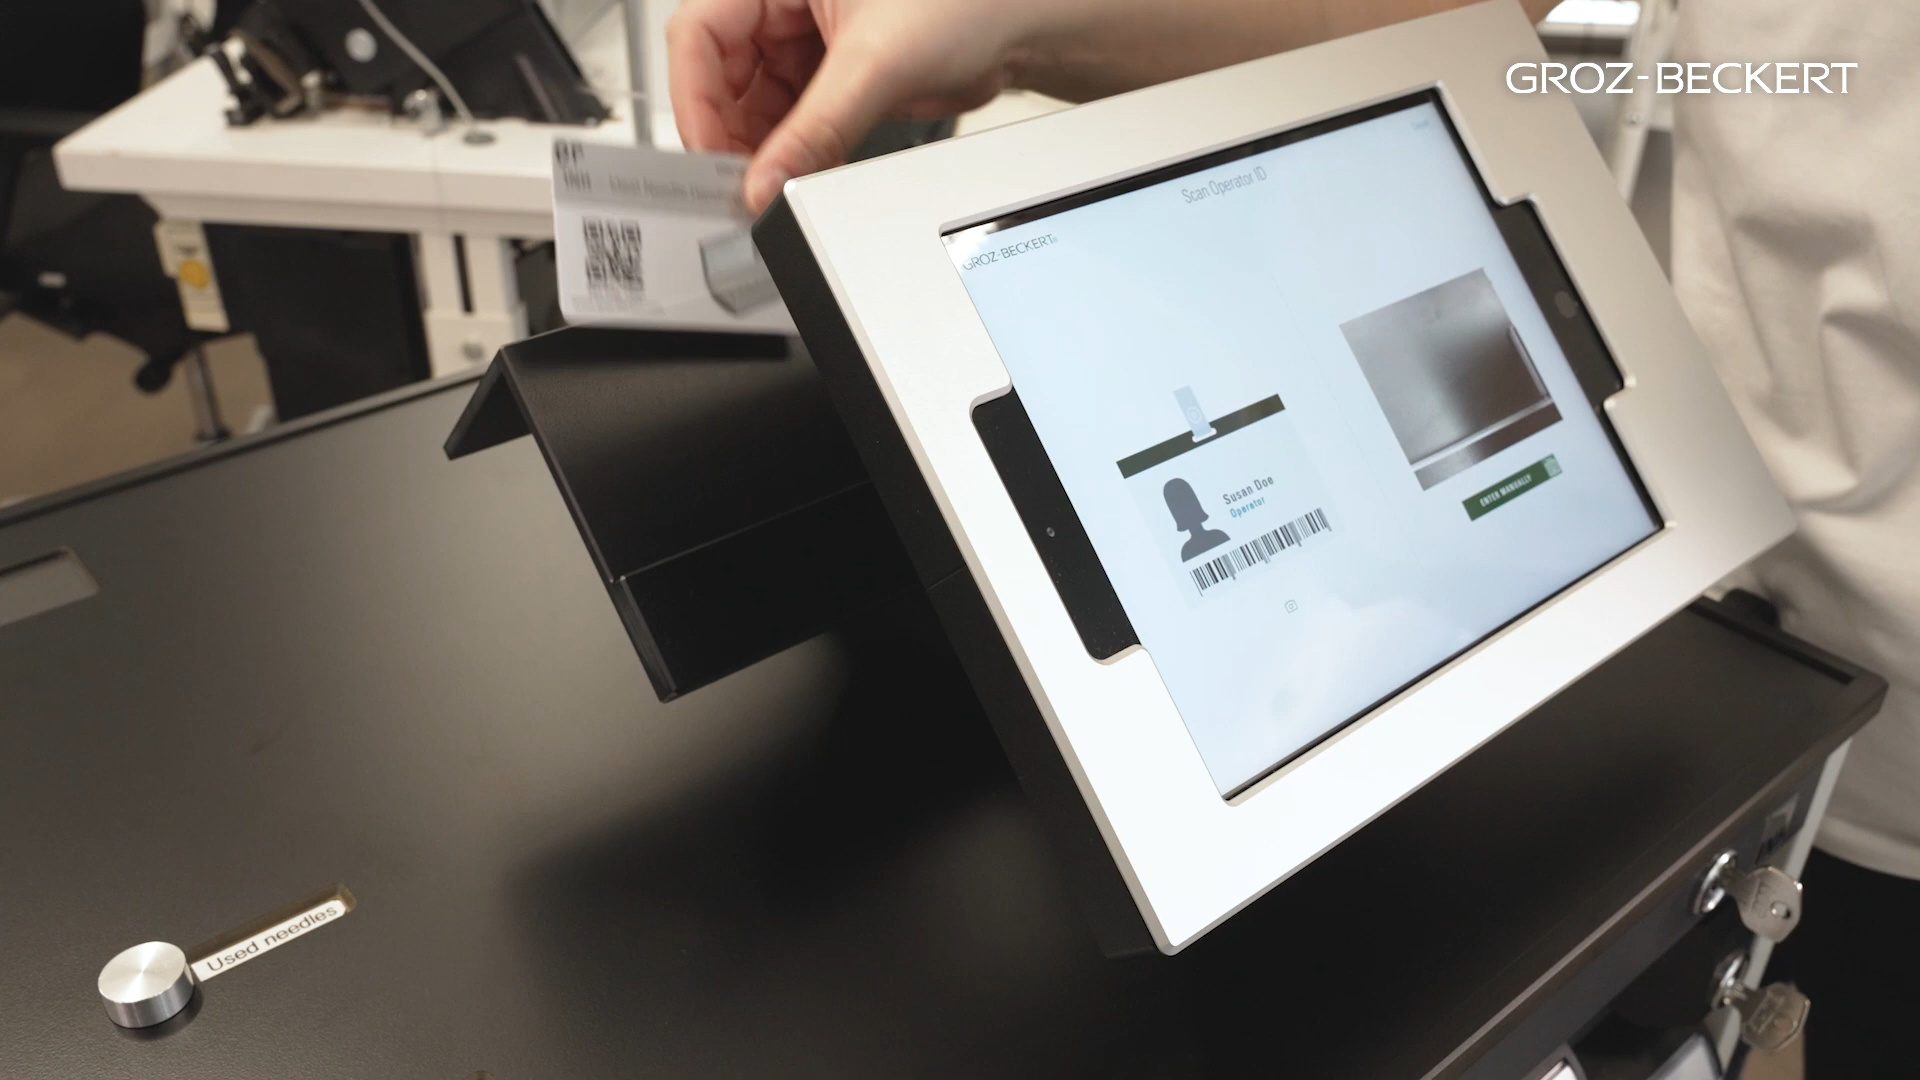 GROZ-BECKERT
Scan Operator ID
GROZ-BECKERT
Susan Doe
Operator
ENTER MANUALLY
Used needles